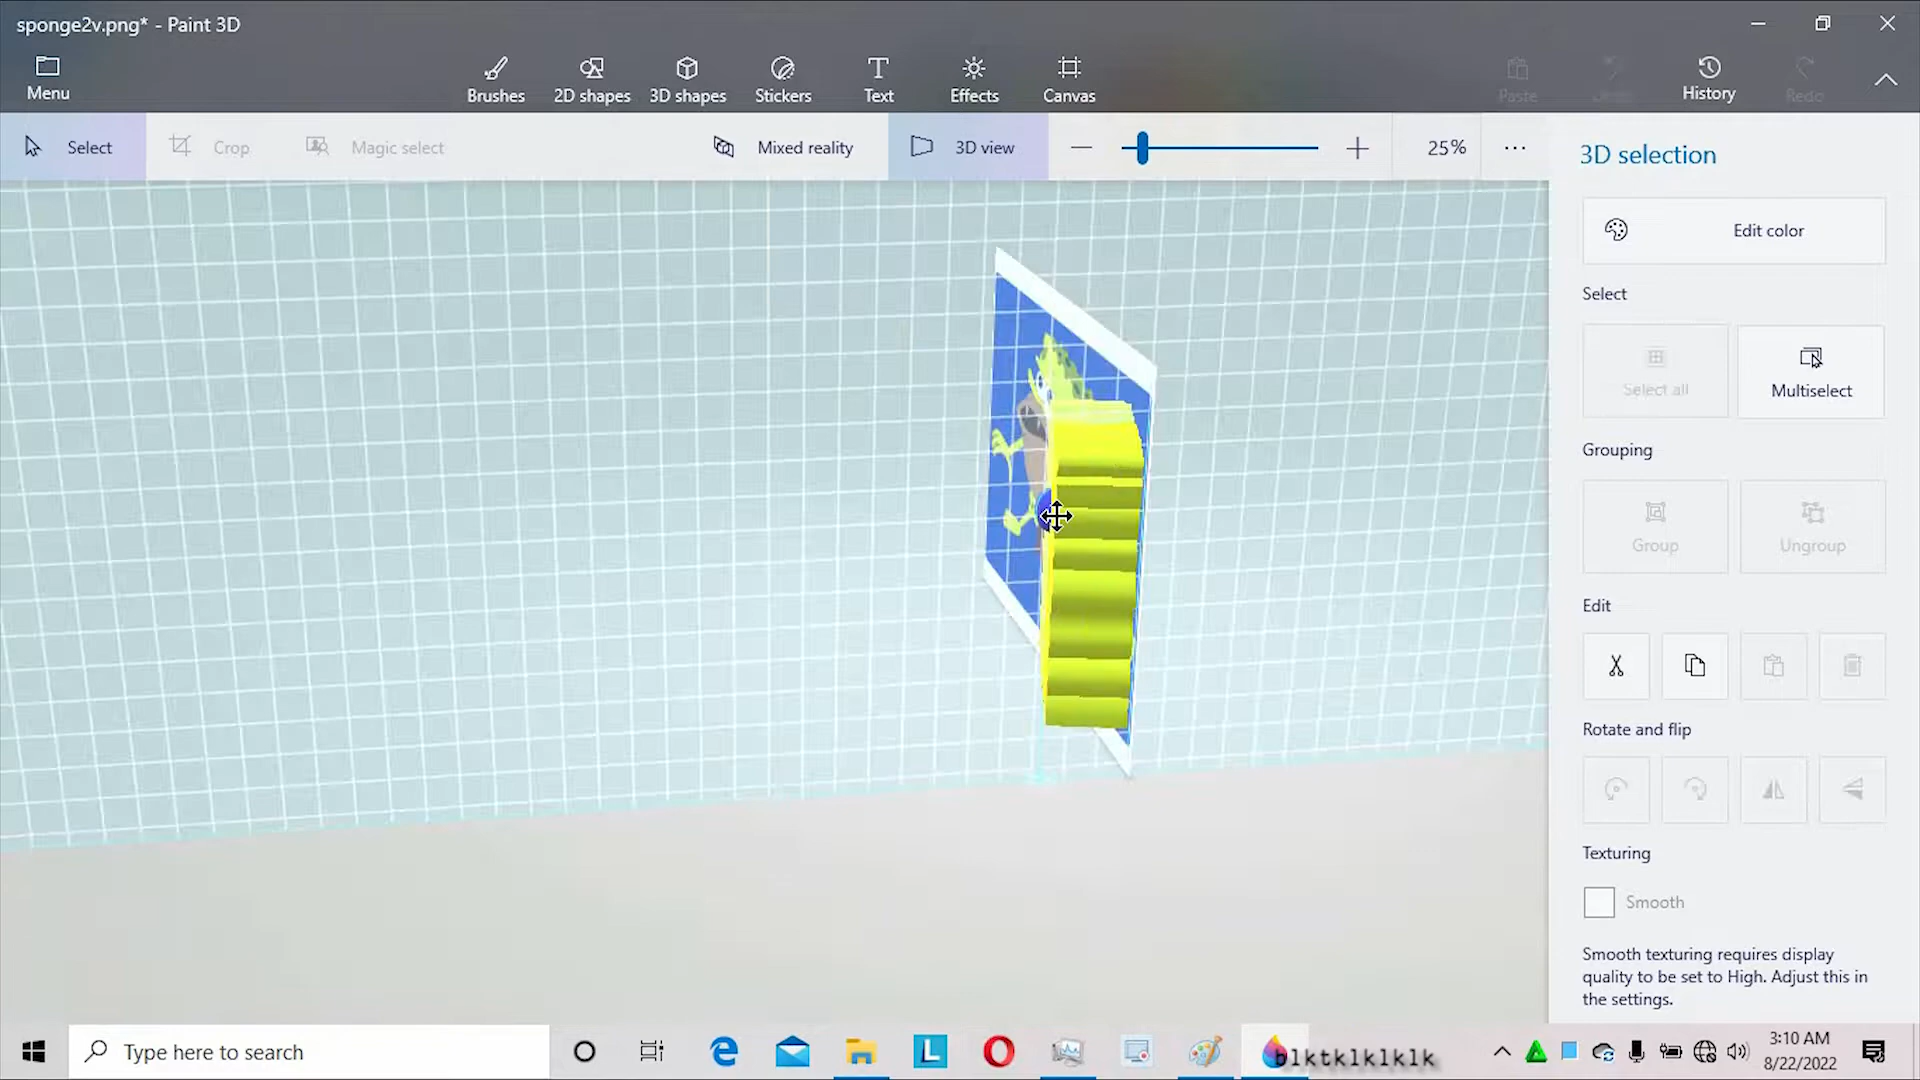 sponge2v.png* - Paint 3D
Menu
Brushes
2D shapes
3D shapes
Stickers
Text
Effects
Canvas
Paste
Undo
History
Redo
Select
Crop
Magic select
Mixed reality
3D view
25%
3D selection
Edit color
Select
Select all
Multiselect
Grouping
Group
Ungroup
Edit
Rotate and flip
Texturing
Smooth
Smooth texturing requires display
quality to be set to High. Adjust this in
the settings.
Type here to search
blktklklklk
3:10 AM
8/22/2022